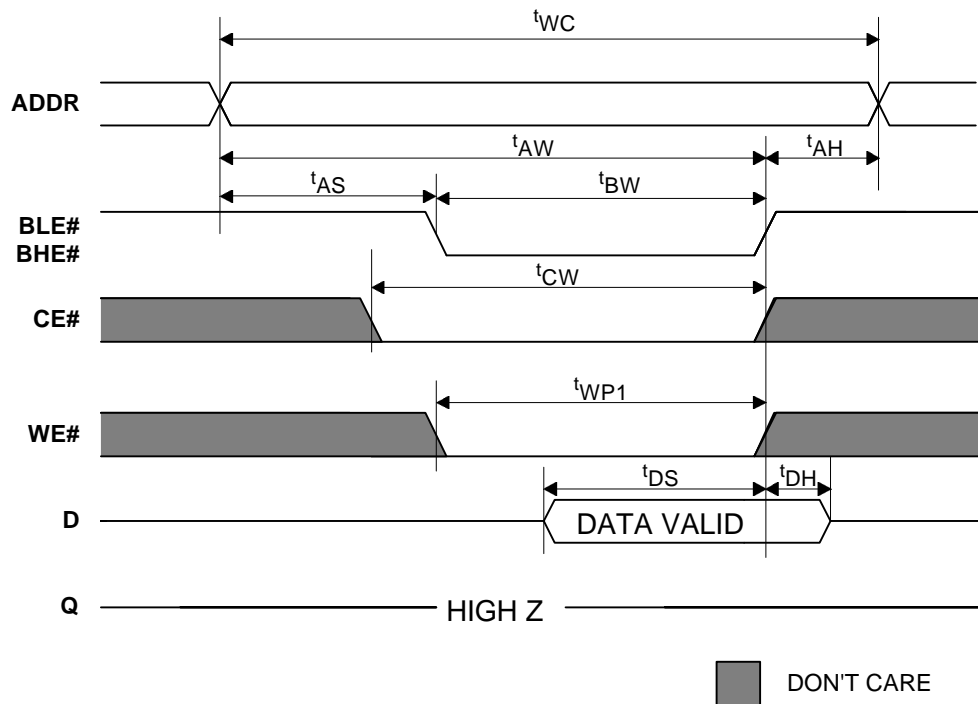 tWC
ADDR
tAW
tAH
tAS
tBW
BLE#
BHE#
tCW
CE#
tWP1
WE#
tDS
tDH
D
DATA VALID
Q
HIGH Z
DON'T CARE